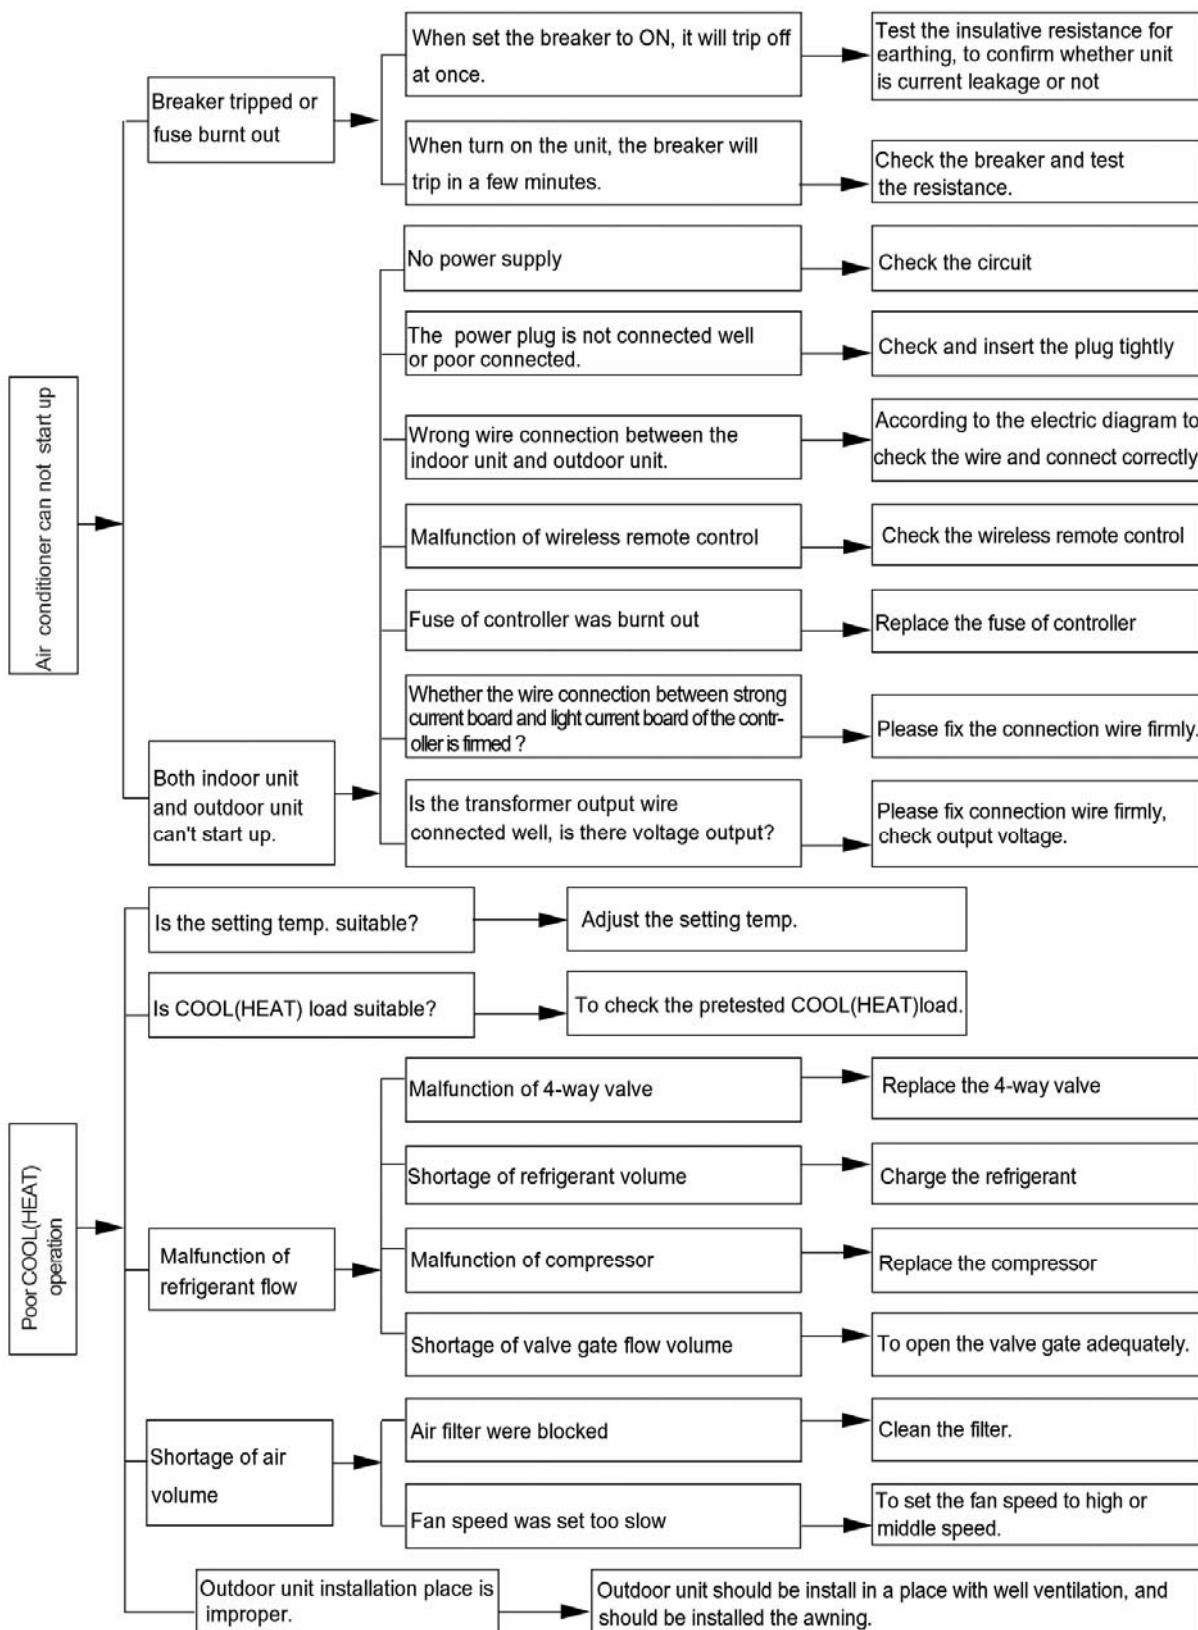 When set the breaker to ON, it will trip off
at once.
Test the insulative resistance for
earthing, to confirm whether unit
is current leakage or not
Breaker tripped or
fuse burnt out
When turn on the unit, the breaker will
trip in a few minutes.
Check the breaker and test
the resistance.
No power supply
Check the circuit
The power plug is not connected well
or poor connected.
Check and insert the plug tightly
Air conditioner can not start up
Wrong wire connection between the
indoor unit and outdoor unit.
According to the electric diagram to
check the wire and connect correctly
Malfunction of wireless remote control
Check the wireless remote control
Fuse of controller was burnt out
Replace the fuse of controller
Whether the wire connection between strong
current board and light current board of the contr-
oller is firmed ?
Please fix the connection wire firmly.
Both indoor unit
and outdoor unit
can't start up.
Is the transformer output wire
connected well, is there voltage output?
Please fix connection wire firmly,
check output voltage.
Is the setting temp. suitable?
Adjust the setting temp.
Is COOL(HEAT) load suitable?
To check the pretested COOL(HEAT)load.
Poor COOL(HEAT)
operation
Malfunction of
refrigerant flow
Malfunction of 4-way valve
Replace the 4-way valve
Shortage of refrigerant volume
Charge the refrigerant
Malfunction of compressor
Replace the compressor
Shortage of valve gate flow volume
To open the valve gate adequately.
Shortage of air
volume
Air filter were blocked
Clean the filter.
Fan speed was set too slow
To set the fan speed to high or
middle speed.
Outdoor unit installation place is
improper.
Outdoor unit should be install in a place with well ventilation, and
should be installed the awning.